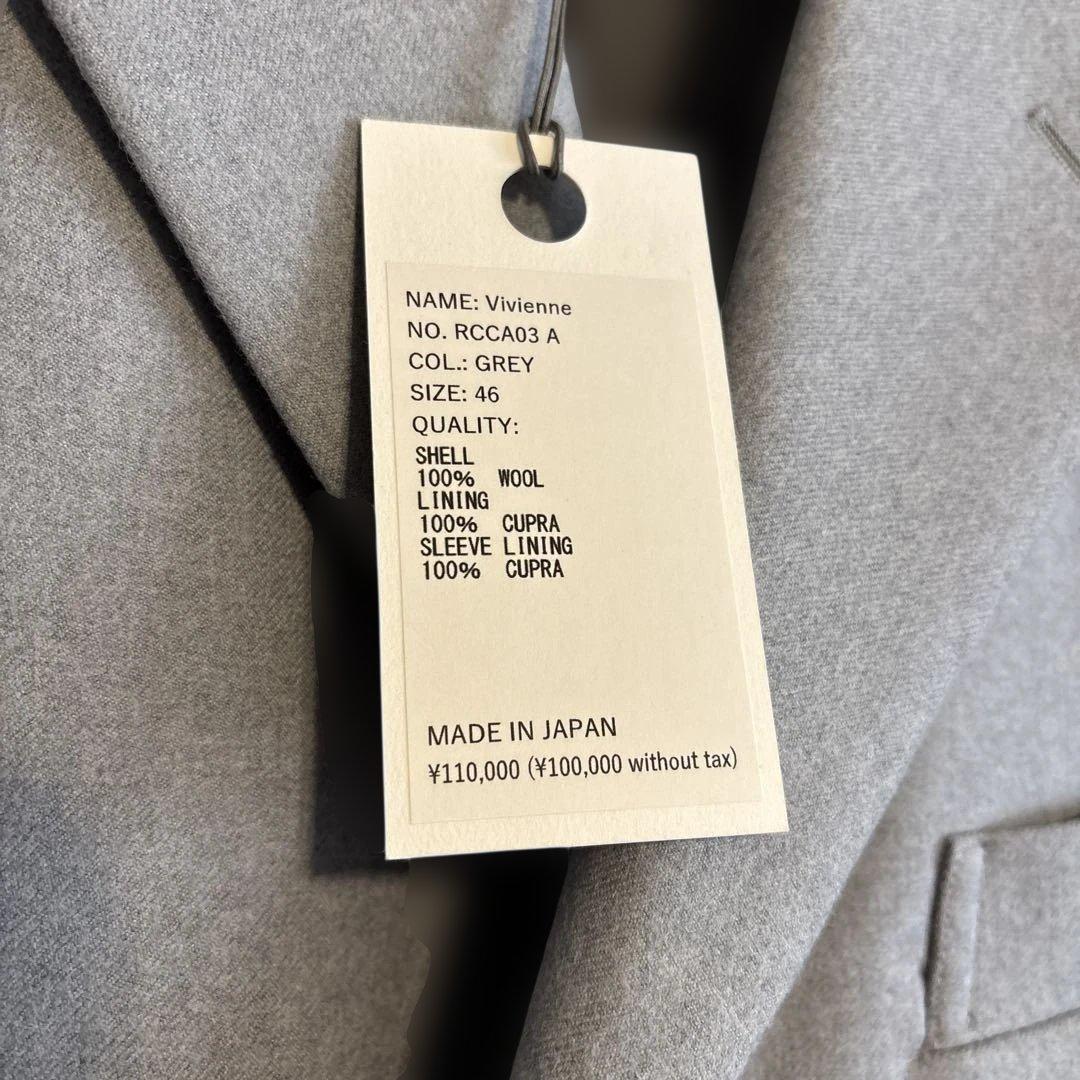 NAME: Vivienne
NO. RCCA03 A
COL.: GREY
SIZE: 46
QUALITY:
SHELL
100% WOOL
LINING
100% CUPRA
SLEEVE LINING
100% CUPRA
MADE IN JAPAN
¥110,000 (¥100,000 without tax)